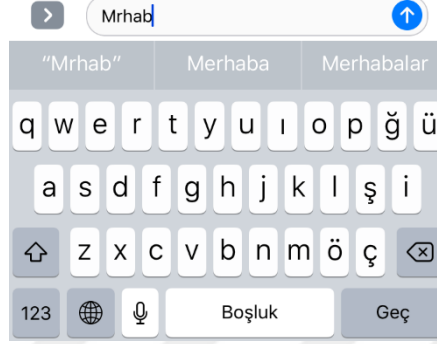 Mrhab
"Mrhab" Merhaba Merhabalar
q w e r t y u ı o p ğ ü
a s d f g h j k l ş i
z x c v b n m ö ç
123 Boşluk Geç